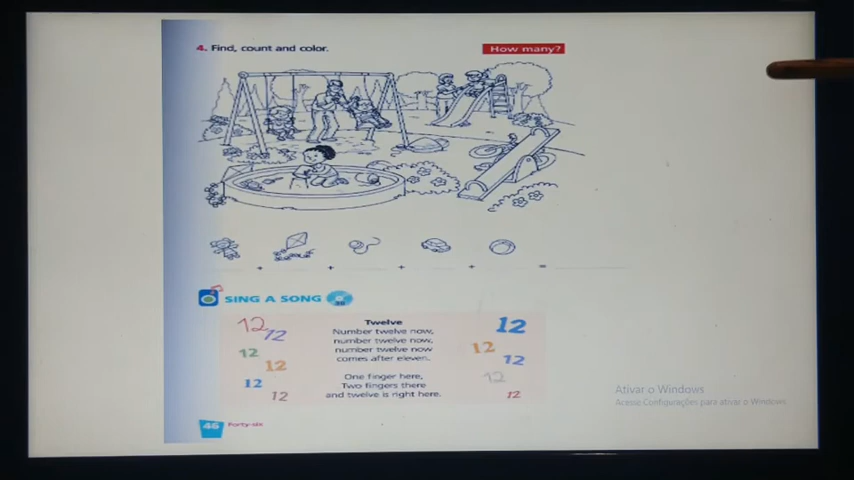 4. Find, count and color.
How many?
+ + + + =
SING A SONG
39
Twelve
Number twelve now,
number twelve now,
number twelve now
comes after eleven.
One finger here,
Two fingers there
and twelve is right here.
12 12
12
12
12
12
12
12
12
12
12
46 Forty-six
Ativar o Windows
Acesse Configurações para ativar o Windows.